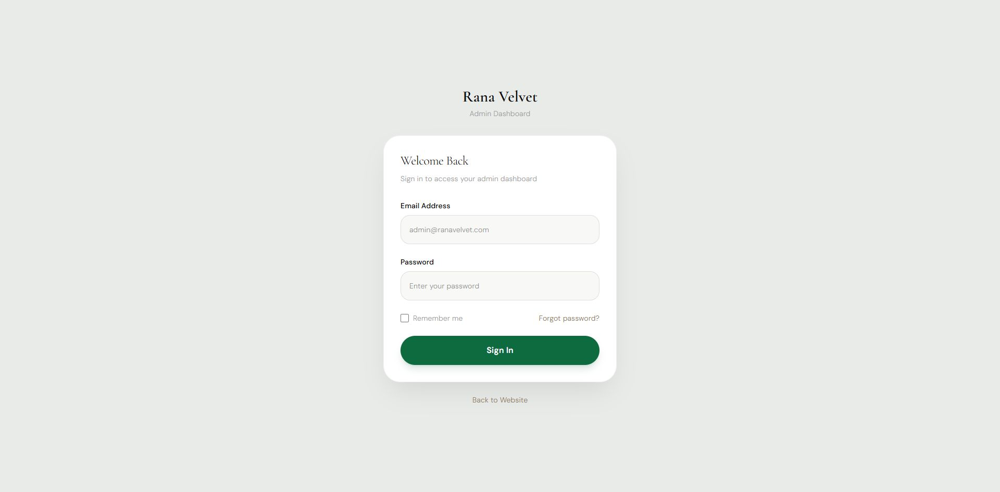 Rana Velvet
Admin Dashboard
Welcome Back
Sign in to access your admin dashboard
Email Address
admin@ranavelvet.com
Password
Enter your password
Remember me
Forgot password?
Sign In
Back to Website